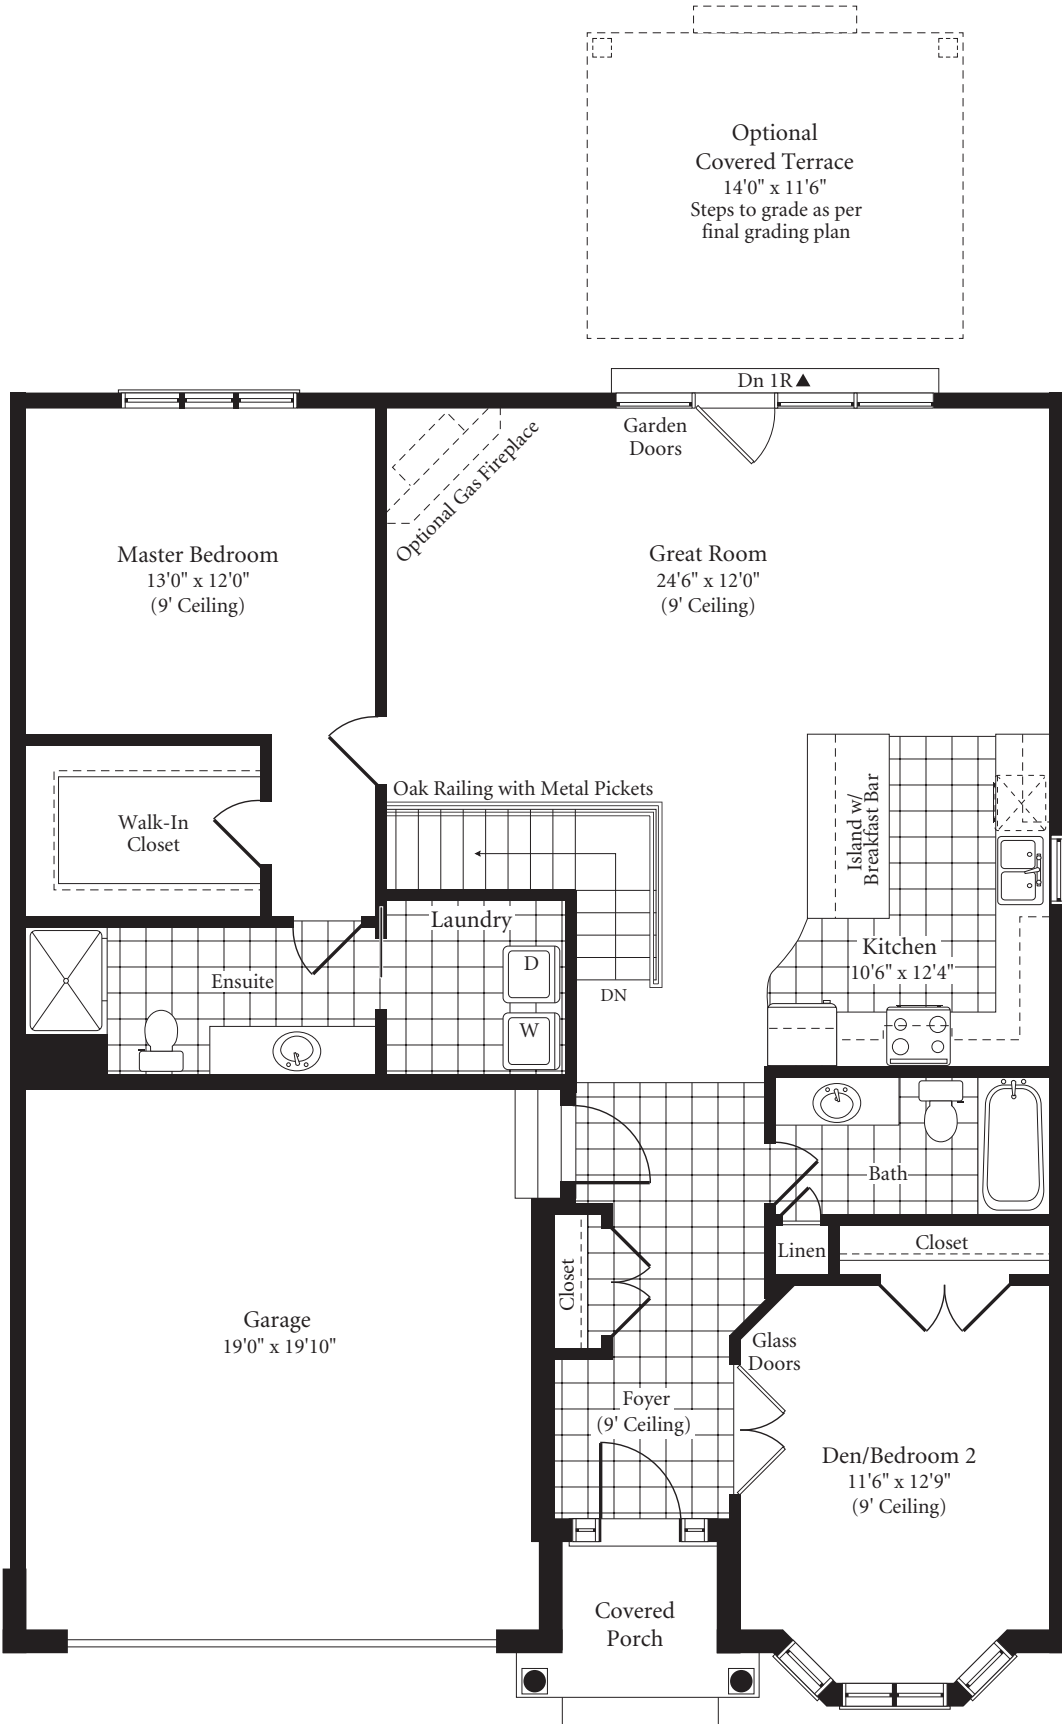 Optional
Covered Terrace
14'0" x 11'6"
Steps to grade as per
final grading plan
Dn 1R
Garden
Doors
Optional Gas Fireplace
Master Bedroom
13'0" x 12'0"
(9' Ceiling)
Great Room
24'6" x 12'0"
(9' Ceiling)
Oak Railing with Metal Pickets
Walk-In
Closet
Island w/
Breakfast Bar
Laundry
Kitchen
10'6" x 12'4"
Ensuite
D
DN
W
Bath
Linen
Closet
Closet
Garage
19'0" x 19'10"
Glass
Doors
Foyer
(9' Ceiling)
Den/Bedroom 2
11'6" x 12'9"
(9' Ceiling)
Covered
Porch